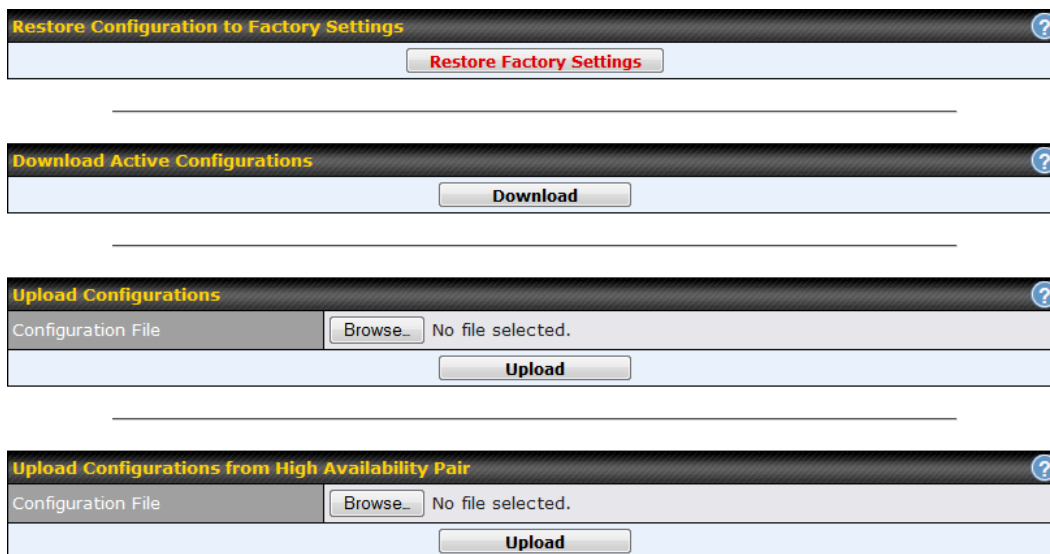 Restore Configuration to Factory Settings
?
Restore Factory Settings
Download Active Configurations
?
Download
Upload Configurations
?
Configuration File
Browse... No file selected.
Upload
Upload Configurations from High Availability Pair
?
Configuration File
Browse... No file selected.
Upload